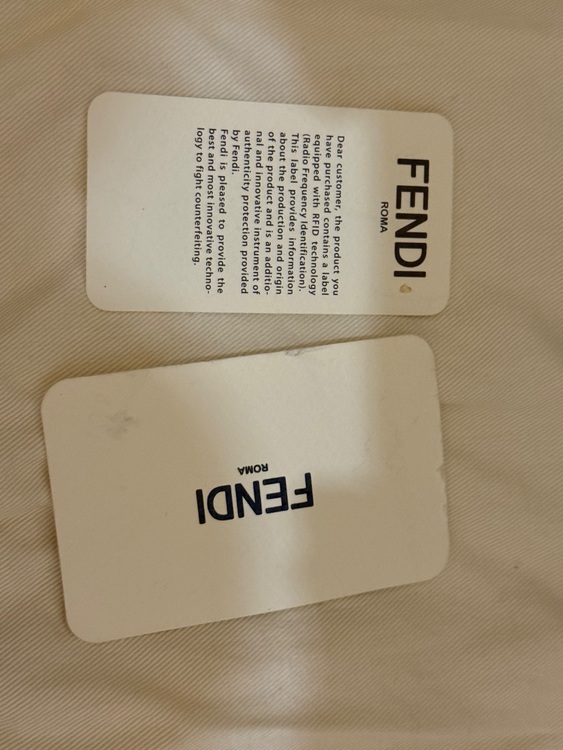 FENDI
ROMA
Dear customer, the product you
have purchased contains a label
equipped with RFID technology
(Radio Frequency Identification).
This label provides information
about the production and origin
of the product and is an additio-
nal and innovative instrument of
authenticity protection provided
by Fendi.
Fendi is pleased to provide the
best and most innovative techno-
logy to fight counterfeiting.
FENDI
ROMA